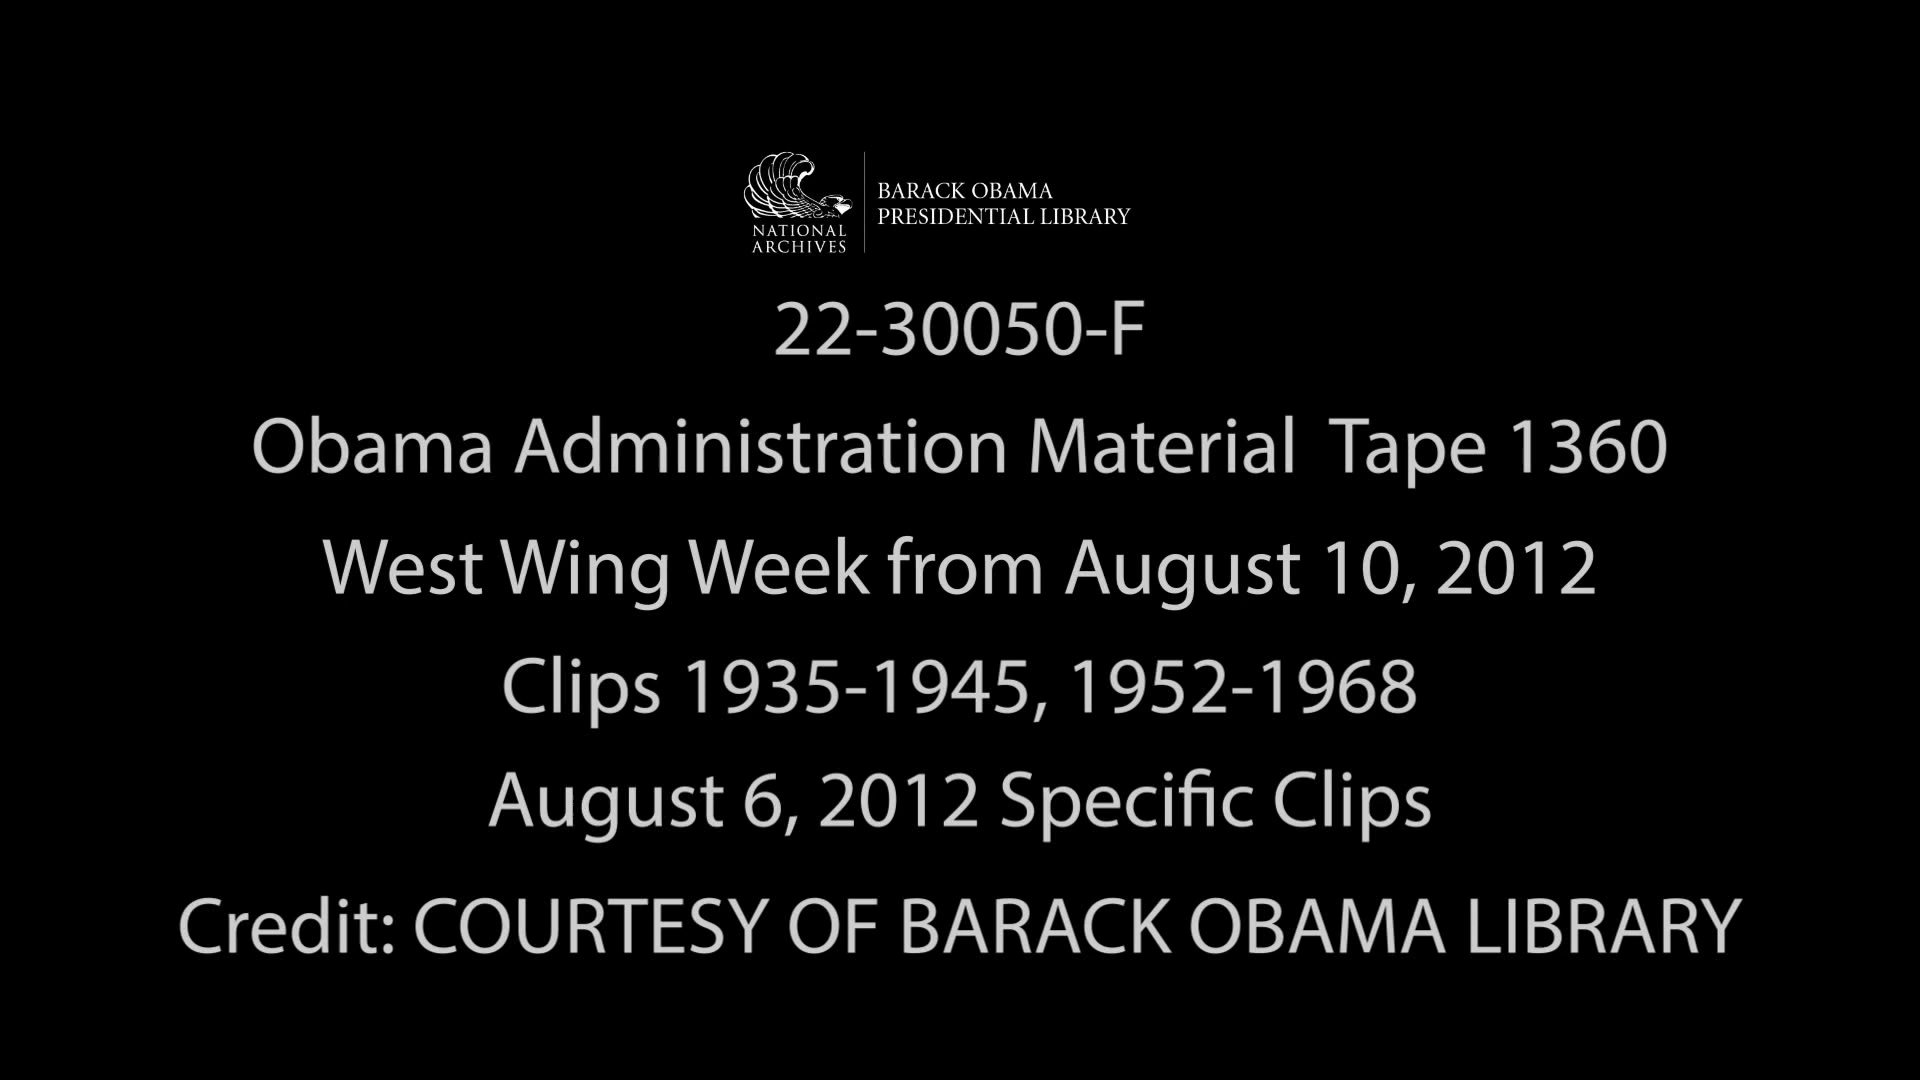 NATIONAL
ARCHIVES
BARACK OBAMA
PRESIDENTIAL LIBRARY
22-30050-F
Obama Administration Material  Tape 1360
West Wing Week from August 10, 2012
Clips 1935-1945, 1952-1968
August 6, 2012 Specific Clips
Credit: COURTESY OF BARACK OBAMA LIBRARY